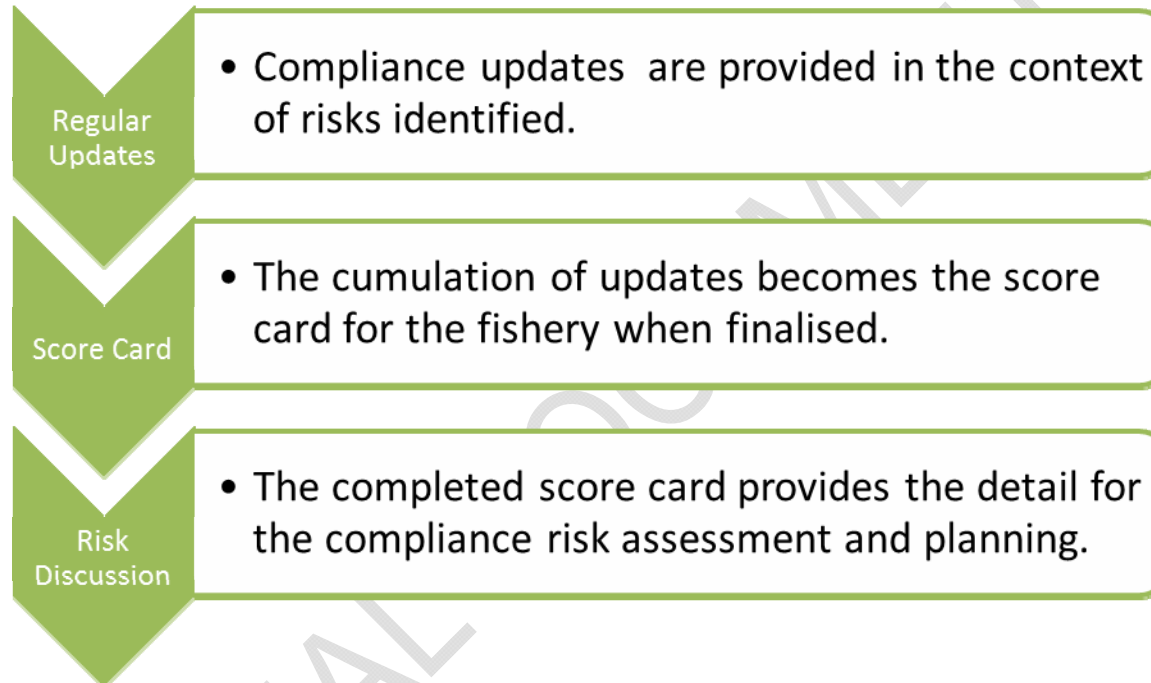 Regular
Updates
• Compliance updates are provided in the context
of risks identified.
Score Card
• The cumulation of updates becomes the score
card for the fishery when finalised.
Risk
Discussion
• The completed score card provides the detail for
the compliance risk assessment and planning.